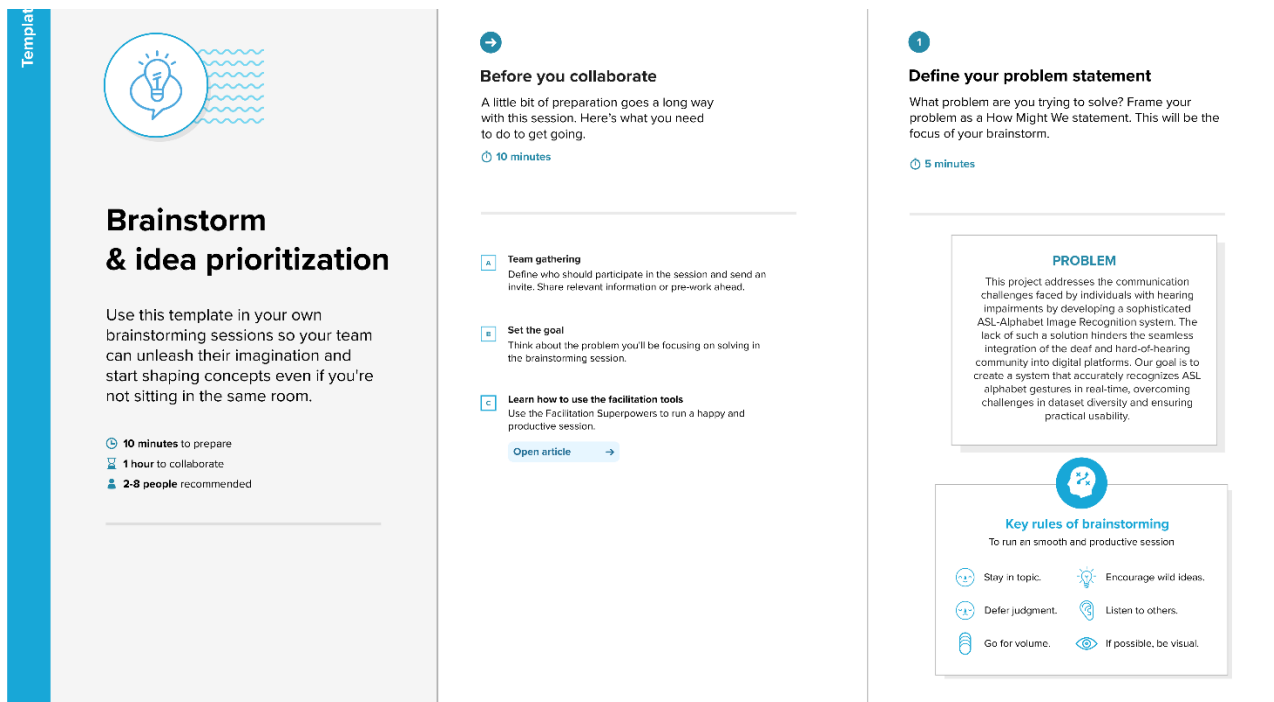 Templat
Brainstorm
& idea prioritization
Use this template in your own
brainstorming sessions so your team
can unleash their imagination and
start shaping concepts even if you're
not sitting in the same room.
10 minutes to prepare
1 hour to collaborate
2-8 people recommended
Before you collaborate
A little bit of preparation goes a long way
with this session. Here's what you need
to do to get going.
10 minutes
A
Team gathering
Define who should participate in the session and send an
invite. Share relevant information or pre-work ahead.
B
Set the goal
Think about the problem you'll be focusing on solving in
the brainstorming session.
C
Learn how to use the facilitation tools
Use the Facilitation Superpowers to run a happy and
productive session.
Open article
1
Define your problem statement
What problem are you trying to solve? Frame your
problem as a How Might We statement. This will be the
focus of your brainstorm.
5 minutes
PROBLEM
This project addresses the communication
challenges faced by individuals with hearing
impairments by developing a sophisticated
ASL-Alphabet Image Recognition system. The
lack of such a solution hinders the seamless
integration of the deaf and hard-of-hearing
community into digital platforms. Our goal is to
create a system that accurately recognizes ASL
alphabet gestures in real-time, overcoming
challenges in dataset diversity and ensuring
practical usability.
Key rules of brainstorming
To run an smooth and productive session
Stay in topic.
Encourage wild ideas.
Defer judgment.
Listen to others.
Go for volume.
If possible, be visual.